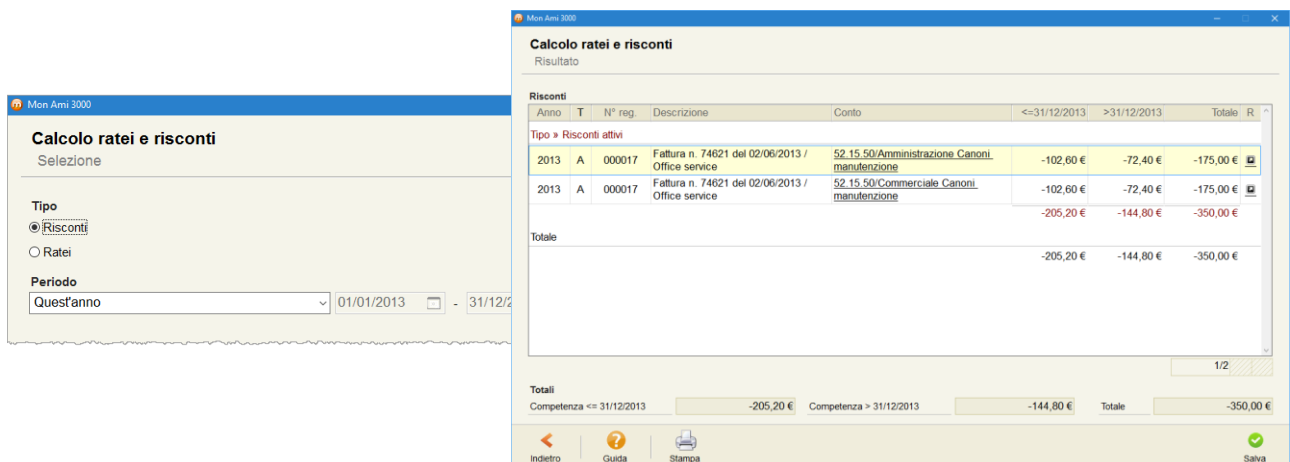 Mon Ami 3000
Calcolo ratei e risconti
Selezione
Tipo
Risconti
Ratei
Periodo
Quest'anno 01/01/2013 - 31/12/2
Mon Ami 3000
Calcolo ratei e risconti
Risultato
Risconti
Anno T N° reg. Descrizione Conto <=31/12/2013 >31/12/2013 Totale R
Tipo » Risconti attivi
2013 A 000017 Fattura n. 74621 del 02/06/2013 / 52.15.50/Amministrazione Canoni -102,60 € -72,40 € -175,00 €
Office service manutenzione
2013 A 000017 Fattura n. 74621 del 02/06/2013 / 52.15.50/Commerciale Canoni -102,60 € -72,40 € -175,00 €
Office service manutenzione
-205,20 € -144,80 € -350,00 €
Totale
-205,20 € -144,80 € -350,00 €
1/2
Totali
Competenza <= 31/12/2013 -205,20 € Competenza > 31/12/2013 -144,80 € Totale -350,00 €
Indietro Guida Stampa Salva